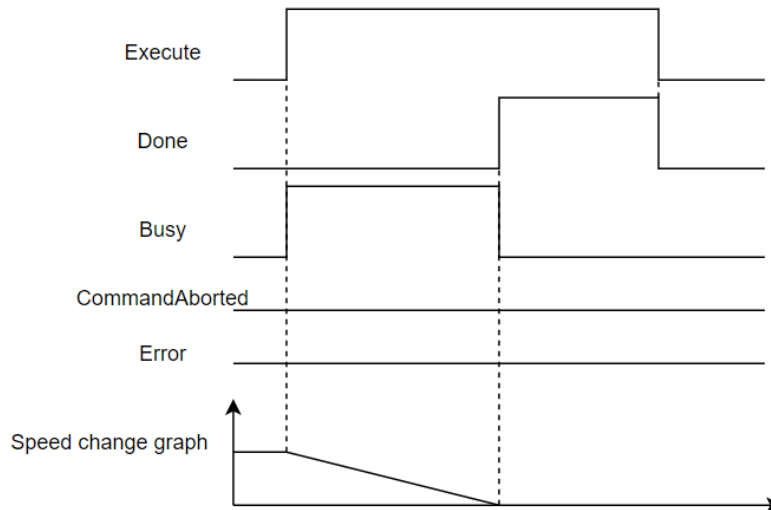 Execute
Done
Busy
CommandAborted
Error
Speed change graph